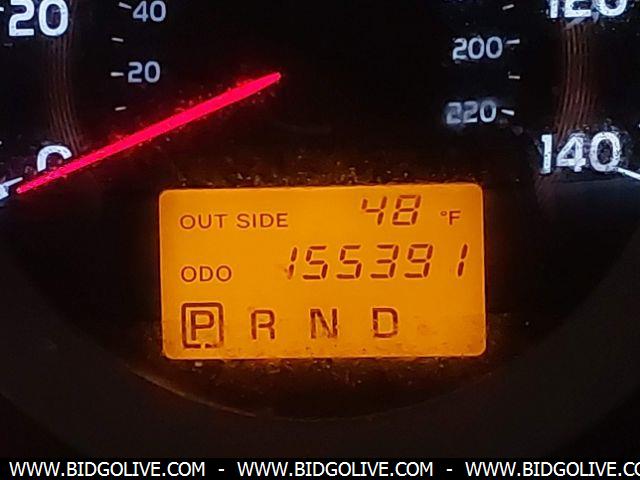 20 40 120
20 200
220
0 140
OUT SIDE 48 °F
ODO 155391
P R N D
WWW.BIDGOLIVE.COM - WWW.BIDGOLIVE.COM - WWW.BIDGOLIVE.COM